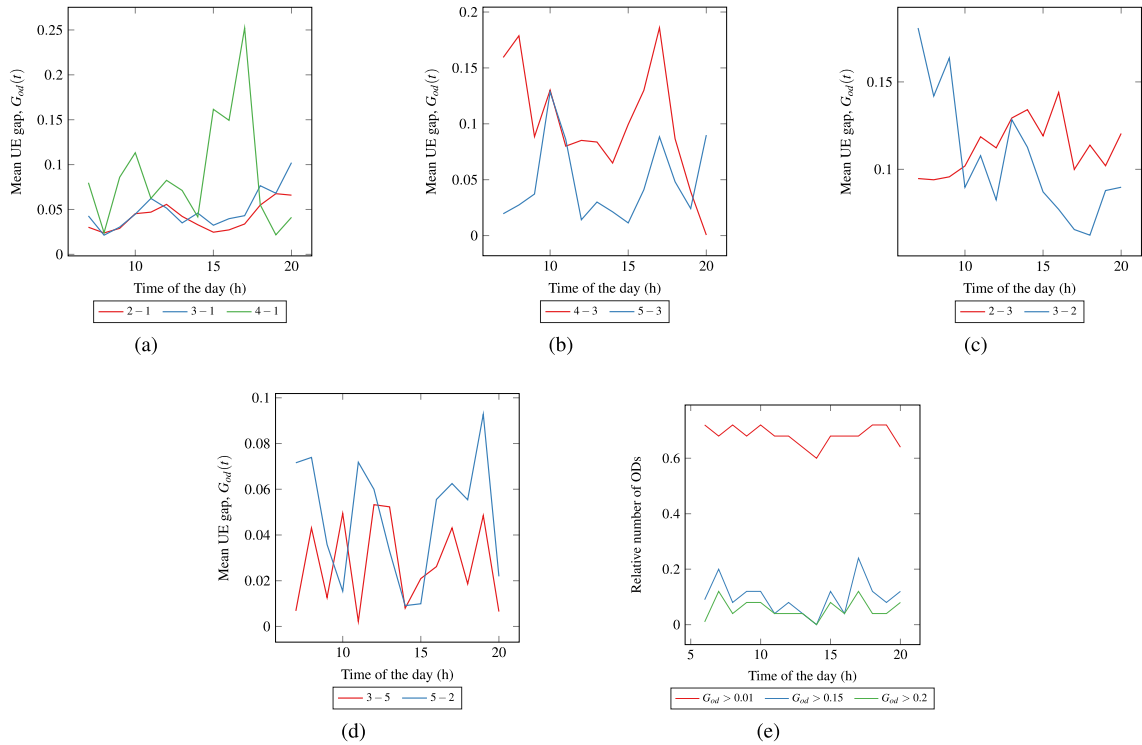 0.25
0.2
0.15
0.1
0.05
0
10
15
20
Mean UE gap, G_od(t)
Time of the day (h)
2 − 1
3 − 1
4 − 1
(a)
0.2
0.15
0.1
0.05
0
10
15
20
Mean UE gap, G_od(t)
Time of the day (h)
4 − 3
5 − 3
(b)
0.15
0.1
10
15
20
Mean UE gap, G_od(t)
Time of the day (h)
2 − 3
3 − 2
(c)
0.1
0.08
0.06
0.04
0.02
0
10
15
20
Mean UE gap, G_od(t)
Time of the day (h)
3 − 5
5 − 2
(d)
0.6
0.4
0.2
0
5
10
15
20
Relative number of ODs
Time of the day (h)
G_od > 0.01
G_od > 0.15
G_od > 0.2
(e)